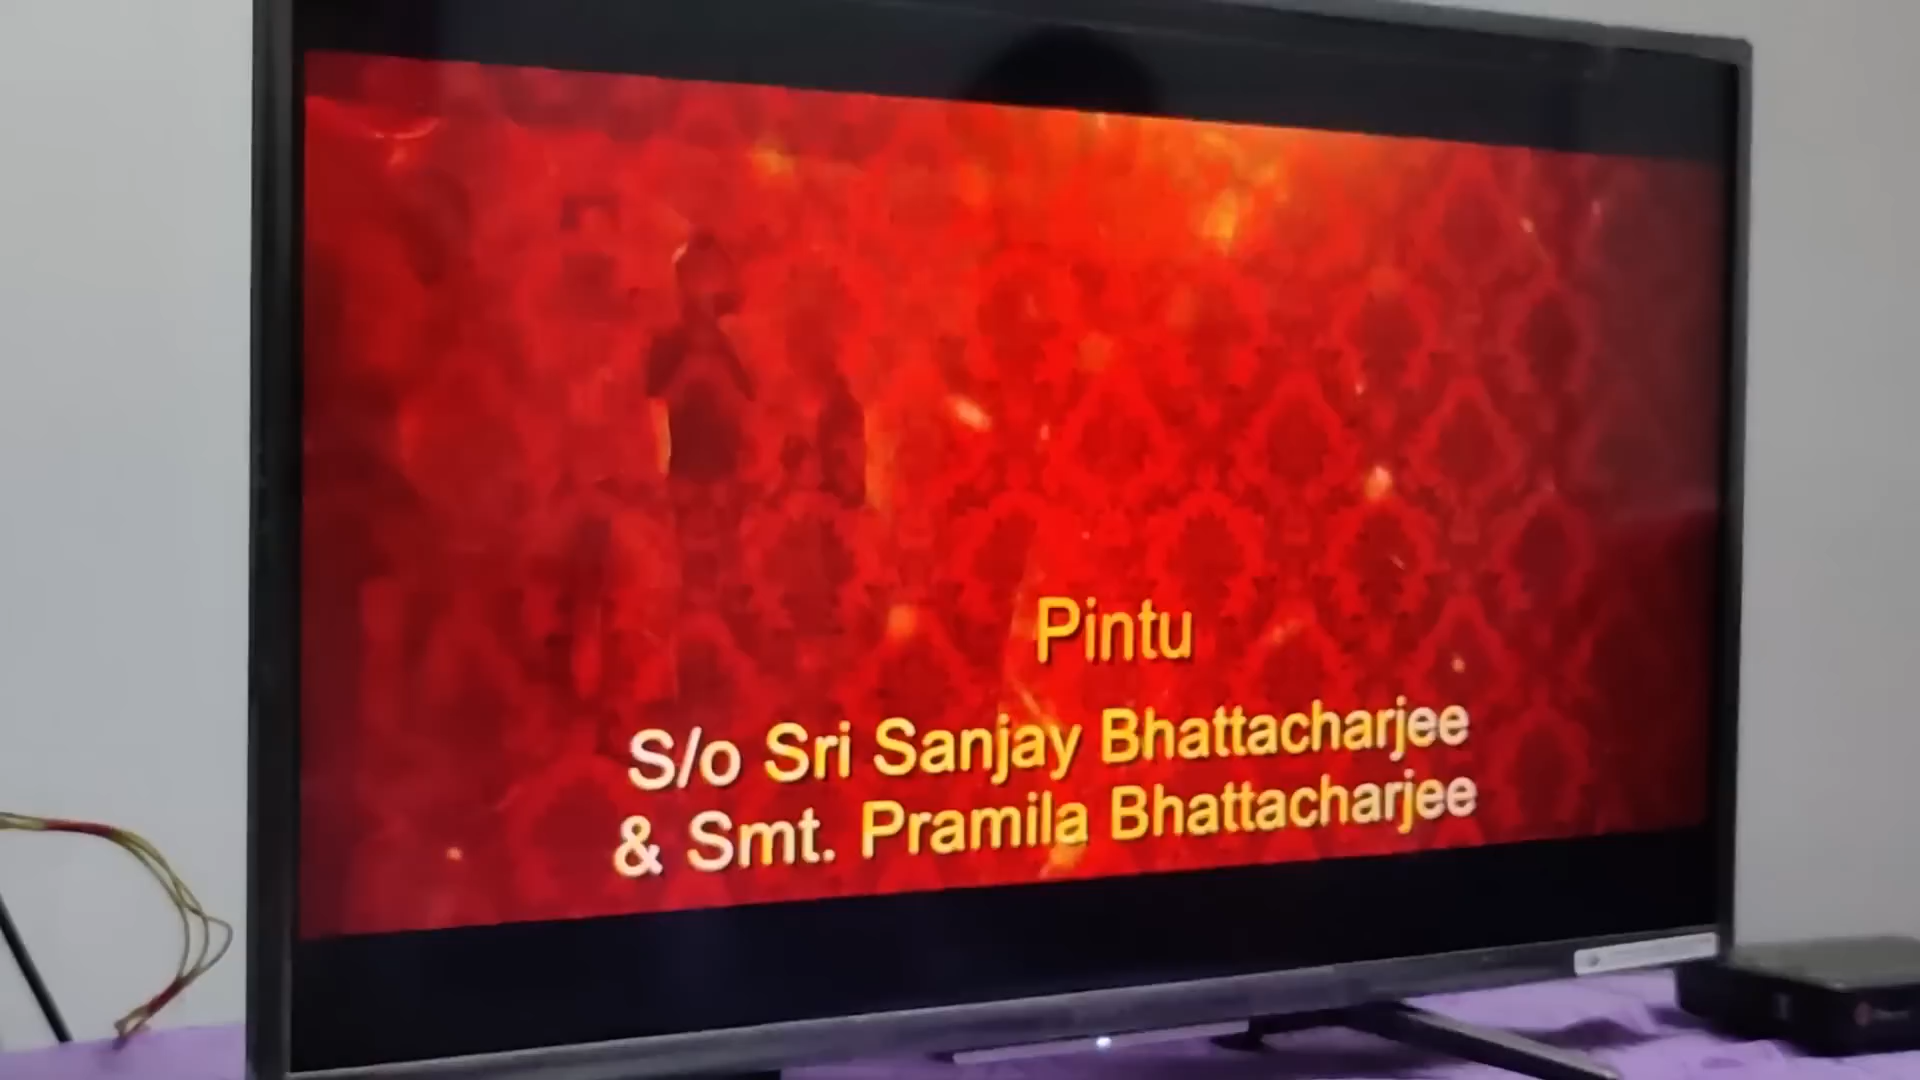 Pintu
S/o Sri Sanjay Bhattacharjee
& Smt. Pramila Bhattacharjee